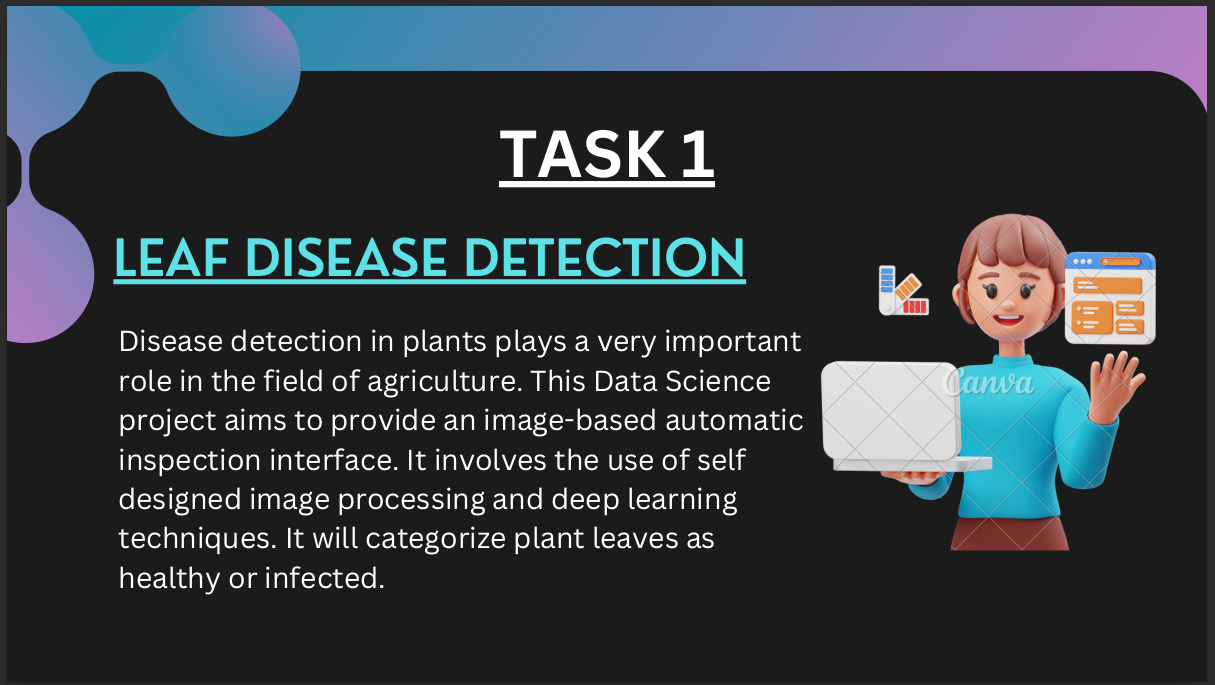 TASK 1
LEAF DISEASE DETECTION
Disease detection in plants plays a very important
role in the field of agriculture. This Data Science
project aims to provide an image-based automatic
inspection interface. It involves the use of self
designed image processing and deep learning
techniques. It will categorize plant leaves as
healthy or infected.
Canva